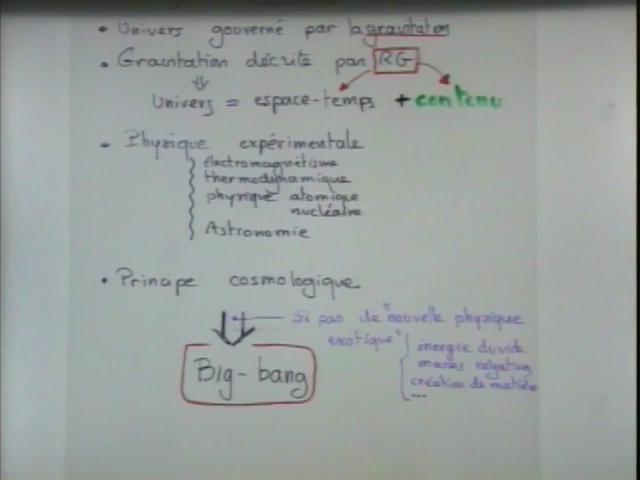 • Univers gouverné par la gravitation
• Gravitation décrite par RG
⇓
Univers = espace-temps + contenu
• Physique expérimentale
électromagnétisme
thermodynamique
physique atomique
nucléaire
Astronomie
• Principe cosmologique
Si pas de "nouvelle physique
exotique"
énergie du vide
masses négatives
création de matière
...
Big-bang